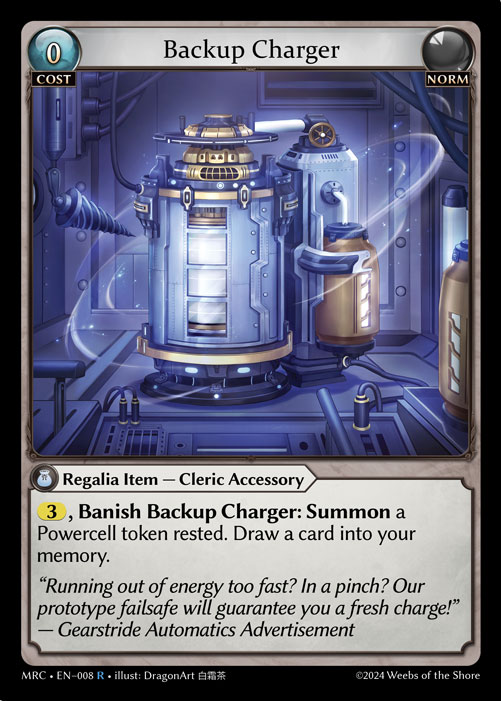 0
COST
Backup Charger
NORM
Regalia Item — Cleric Accessory
3, Banish Backup Charger: Summon a
Powercell token rested. Draw a card into your
memory.
“Running out of energy too fast? In a pinch? Our
prototype failsafe will guarantee you a fresh charge!”
— Gearstride Automatics Advertisement
MRC • EN–008 R • illust: DragonArt 白霜茶
©2024 Weebs of the Shore